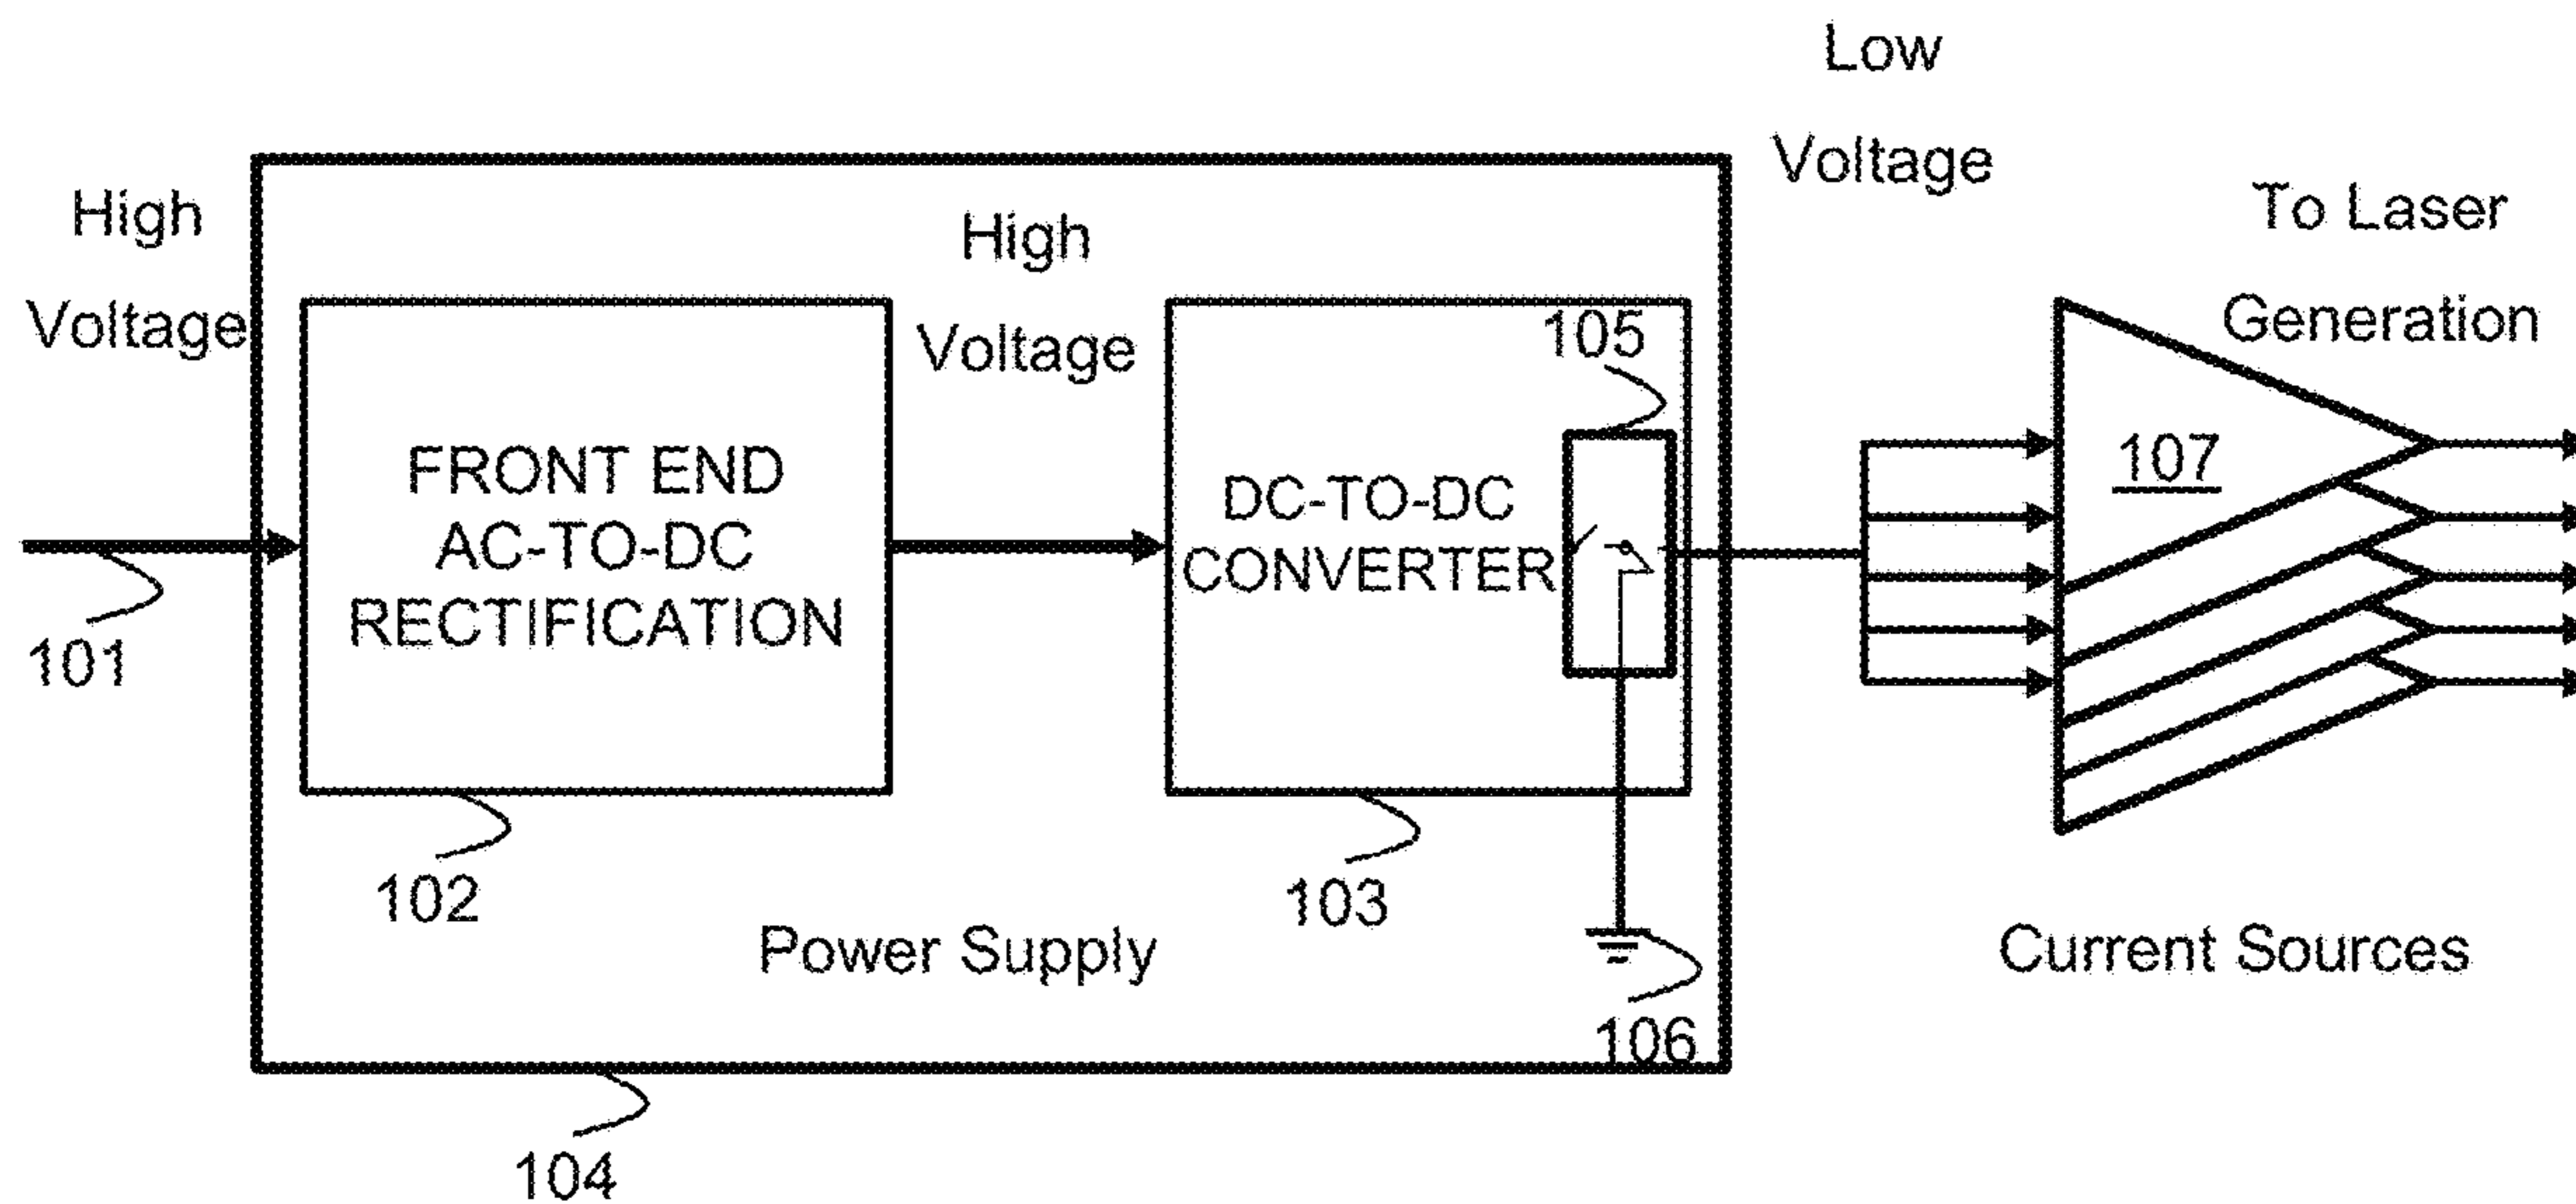 Low
Voltage
High
Voltage
High
Voltage
To Laser
Generation
105
FRONT END
AC-TO-DC
RECTIFICATION
DC-TO-DC
CONVERTER
107
101
102
103
Power Supply
106
Current Sources
104